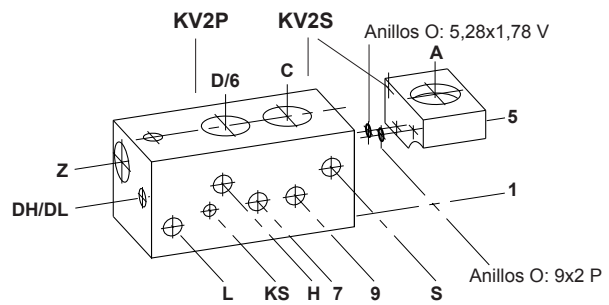 KV2P KV2S
Anillos O: 5,28x1,78 V
D/6 C A
5
Z
DH/DL
1
Anillos O: 9x2 P
L KS H 7 9 S